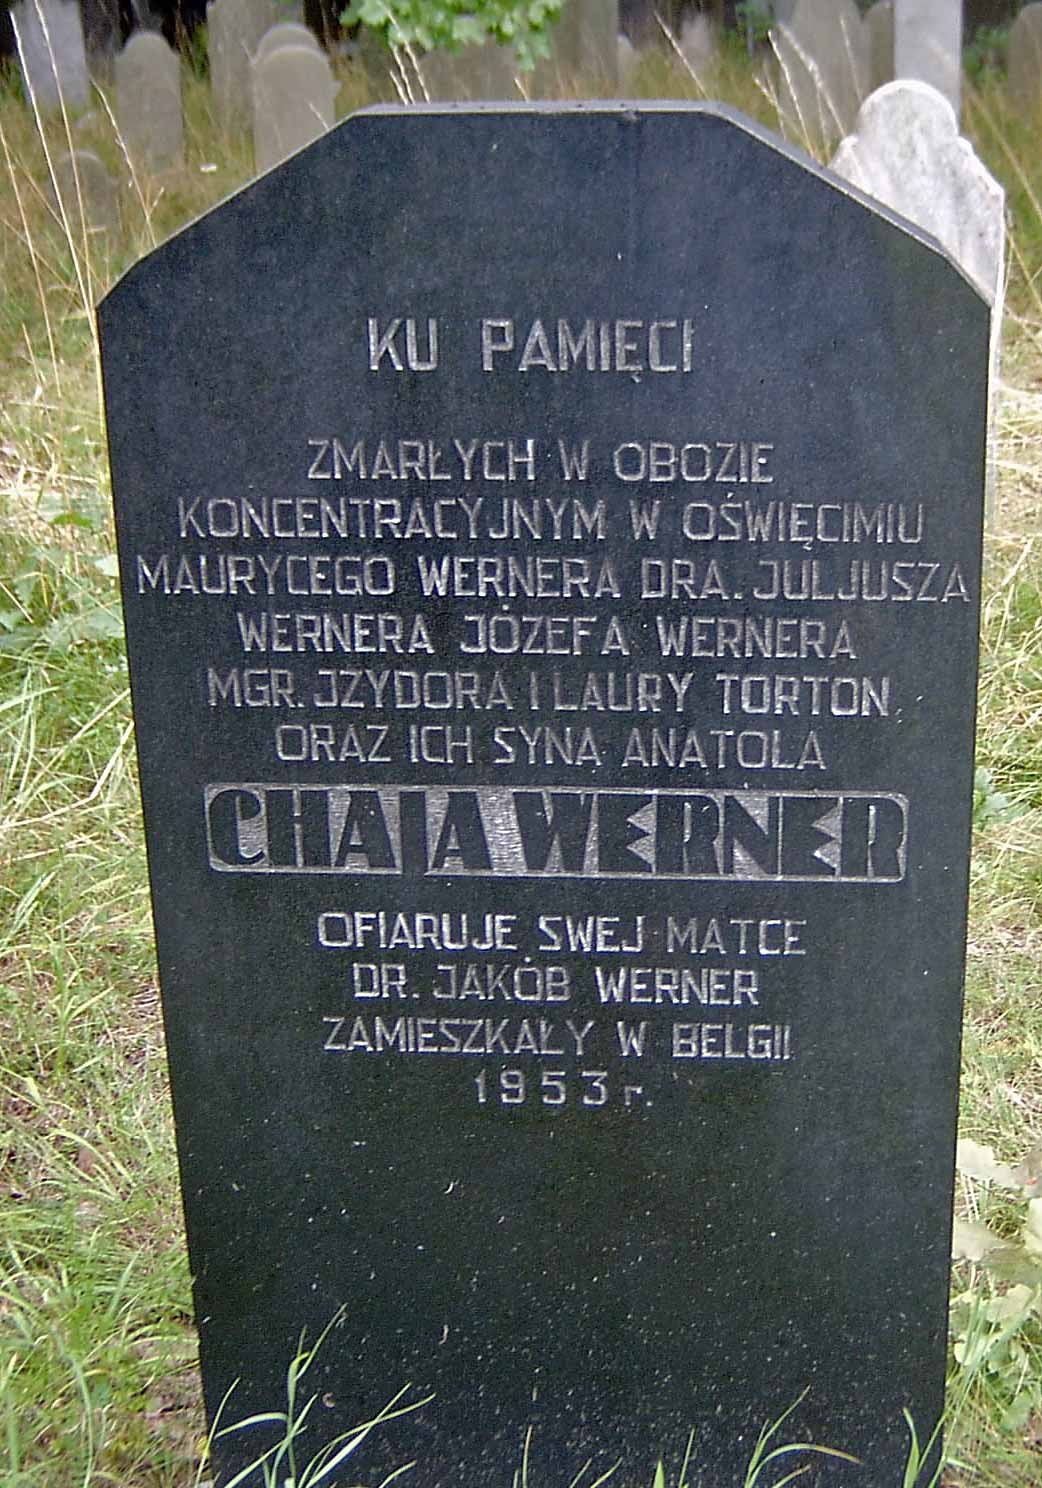 KU PAMIĘCI
ZMARŁYCH W OBOZIE
KONCENTRACYJNYM W OŚWIĘCIMIU
MAURYCEGO WERNERA DRA. JULJUSZA
WERNERA JÓZEFA WERNERA
MGR. JZYDORA I LAURY TORTON
ORAZ ICH SYNA ANATOLA
CHAIA WERNER
OFIARUJE SWEJ MATCE
DR. JAKÓB WERNER
ZAMIESZKAŁY W BELGII
1953 r.